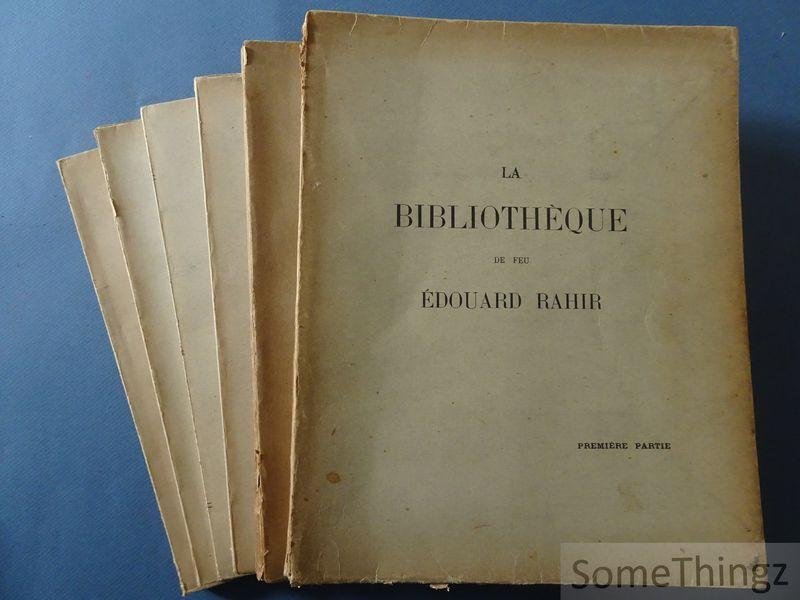 LA
BIBLIOTHÈQUE
DE FEU
ÉDOUARD RAHIR
PREMIÈRE PARTIE
SomeThingz